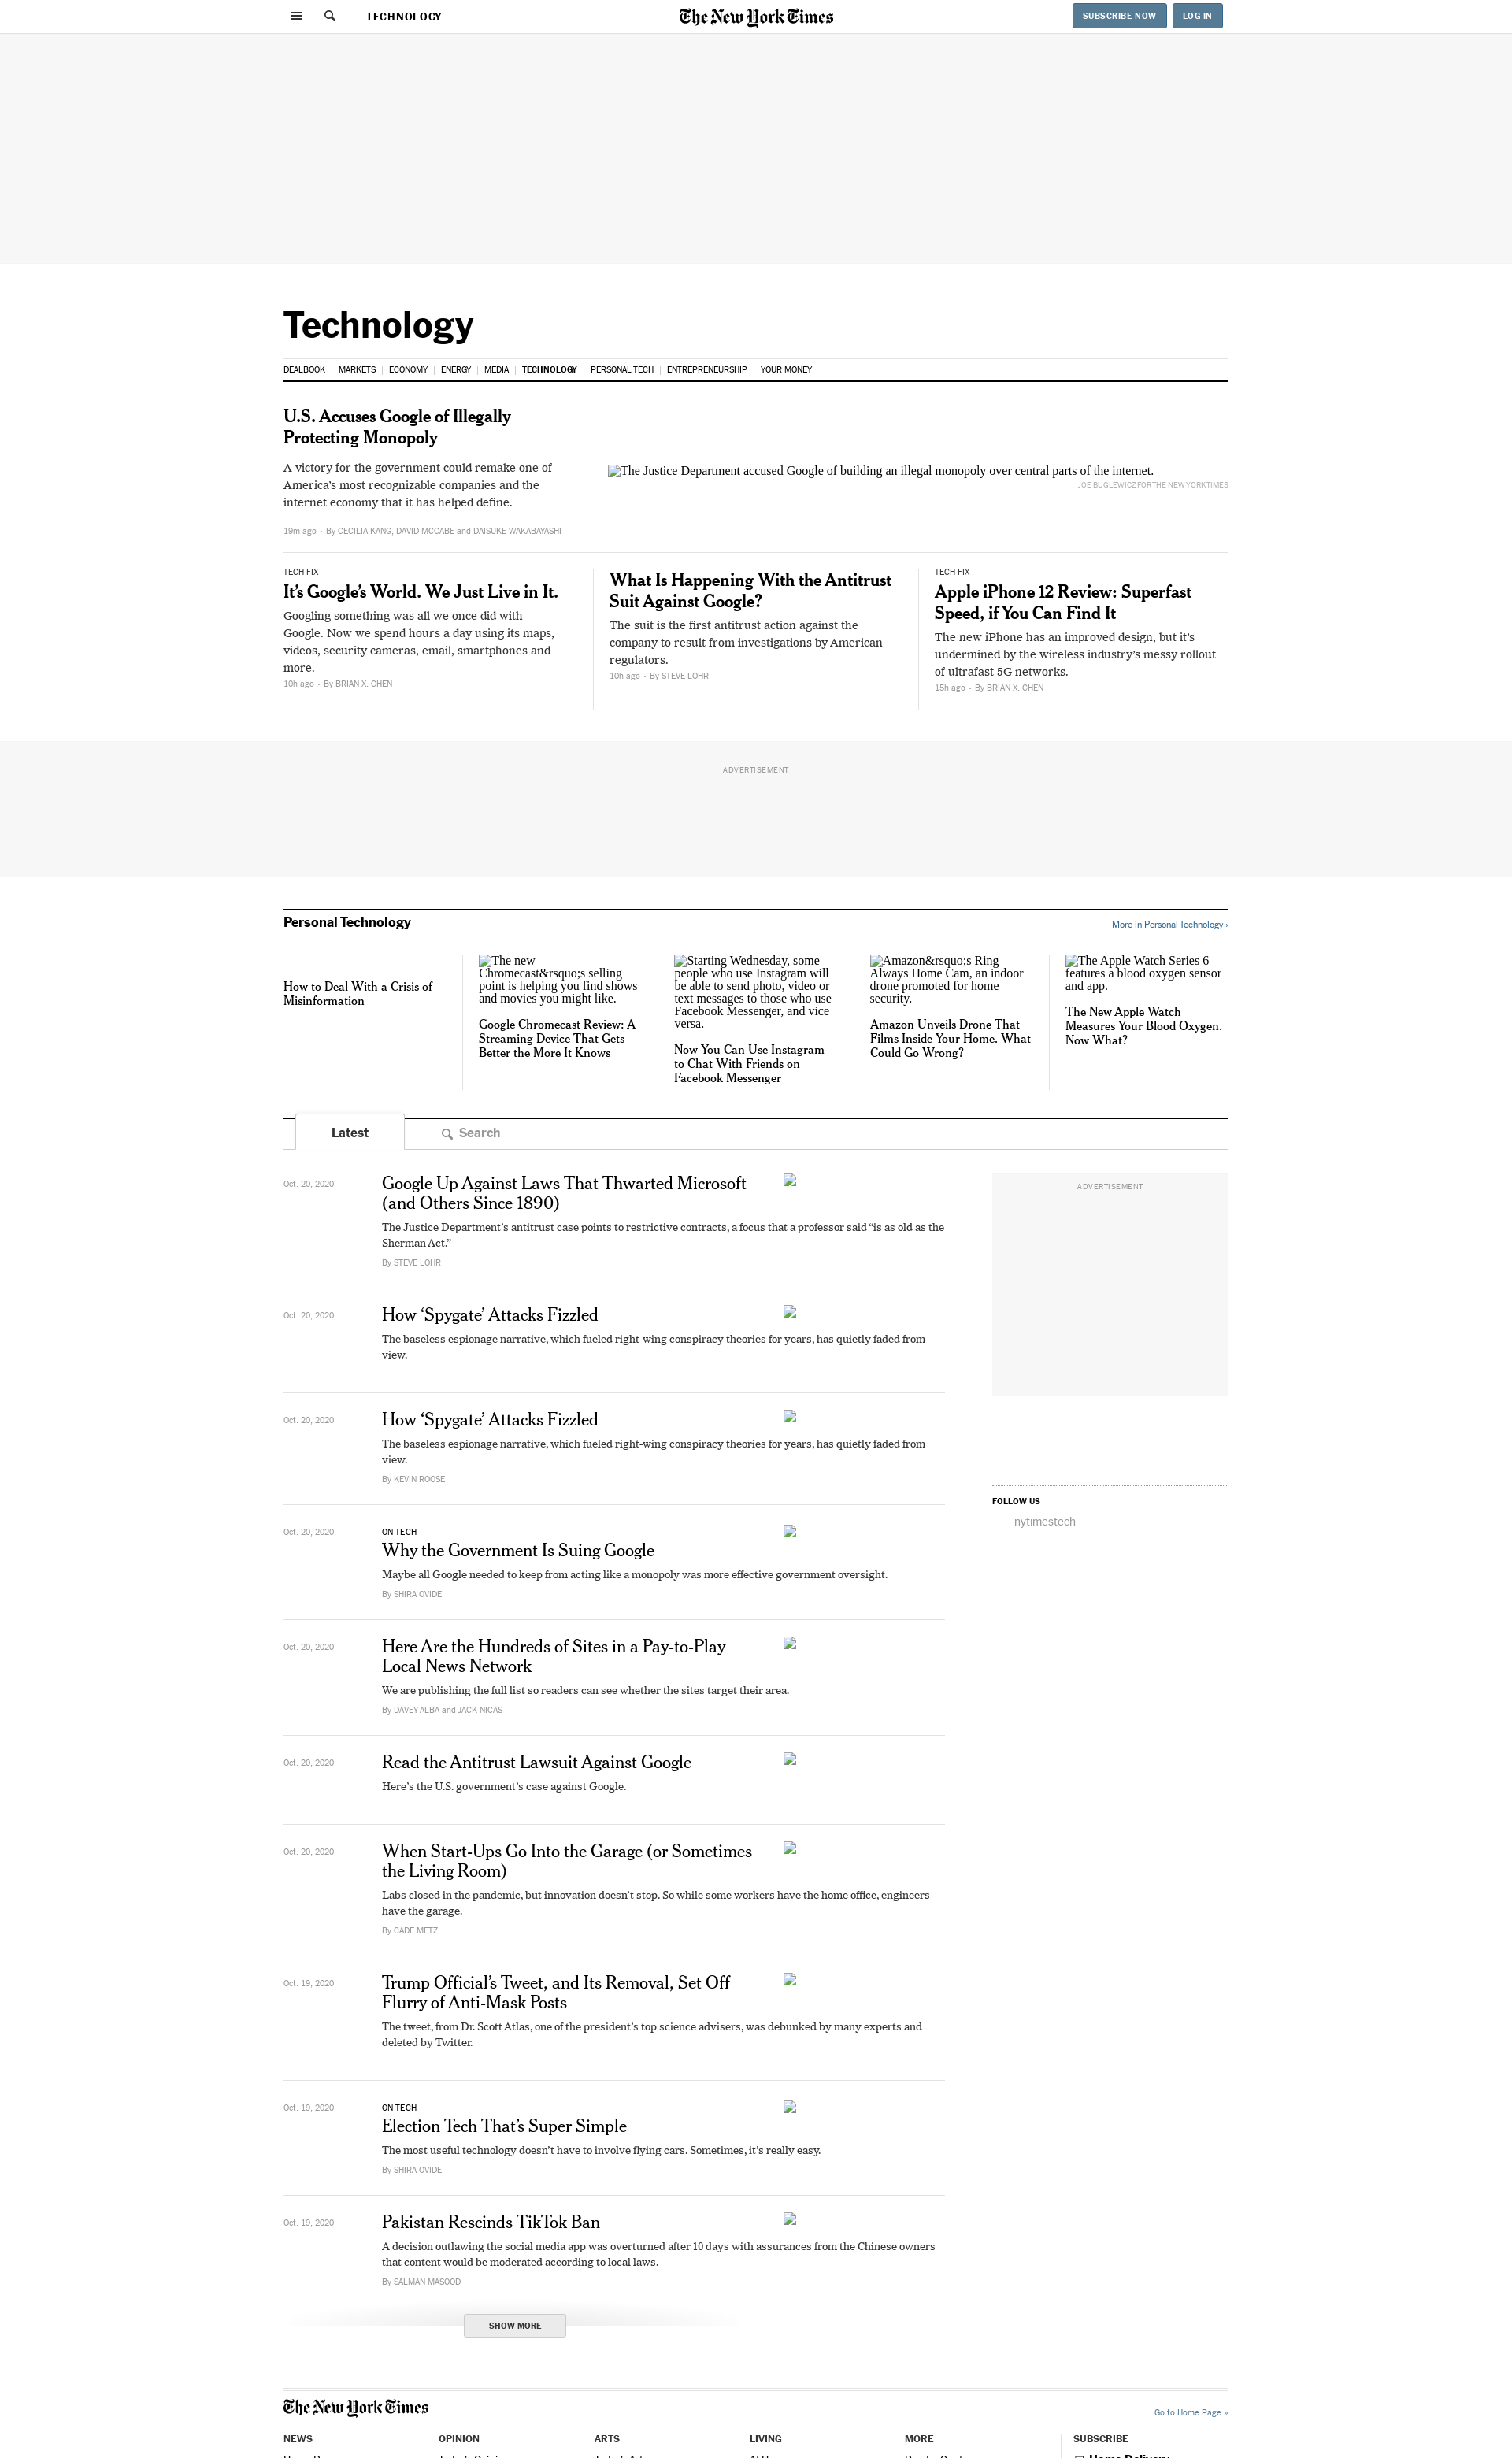 TECHNOLOGY
The New York Times
SUBSCRIBE NOW
LOG IN
Technology
DEALBOOK | MARKETS | ECONOMY | ENERGY | MEDIA | TECHNOLOGY | PERSONAL TECH | ENTREPRENEURSHIP | YOUR MONEY
U.S. Accuses Google of Illegally
Protecting Monopoly
A victory for the government could remake one of
America’s most recognizable companies and the
internet economy that it has helped define.
19m ago • By CECILIA KANG, DAVID MCCABE and DAISUKE WAKABAYASHI
The Justice Department accused Google of building an illegal monopoly over central parts of the internet.
JOE BUGLEWICZ FOR THE NEW YORK TIMES
TECH FIX
It’s Google’s World. We Just Live in It.
Googling something was all we once did with
Google. Now we spend hours a day using its maps,
videos, security cameras, email, smartphones and
more.
10h ago • By BRIAN X. CHEN
What Is Happening With the Antitrust
Suit Against Google?
The suit is the first antitrust action against the
company to result from investigations by American
regulators.
10h ago • By STEVE LOHR
TECH FIX
Apple iPhone 12 Review: Superfast
Speed, if You Can Find It
The new iPhone has an improved design, but it’s
undermined by the wireless industry’s messy rollout
of ultrafast 5G networks.
15h ago • By BRIAN X. CHEN
ADVERTISEMENT
Personal Technology
More in Personal Technology ›
How to Deal With a Crisis of
Misinformation
The new
Chromecast&rsquo;s selling
point is helping you find shows
and movies you might like.
Google Chromecast Review: A
Streaming Device That Gets
Better the More It Knows
Starting Wednesday, some
people who use Instagram will
be able to send photo, video or
text messages to those who use
Facebook Messenger, and vice
versa.
Now You Can Use Instagram
to Chat With Friends on
Facebook Messenger
Amazon&rsquo;s Ring
Always Home Cam, an indoor
drone promoted for home
security.
Amazon Unveils Drone That
Films Inside Your Home. What
Could Go Wrong?
The Apple Watch Series 6
features a blood oxygen sensor
and app.
The New Apple Watch
Measures Your Blood Oxygen.
Now What?
Latest
Search
Oct. 20, 2020
Google Up Against Laws That Thwarted Microsoft
(and Others Since 1890)
The Justice Department’s antitrust case points to restrictive contracts, a focus that a professor said “is as old as the
Sherman Act.”
By STEVE LOHR
ADVERTISEMENT
Oct. 20, 2020
How ‘Spygate’ Attacks Fizzled
The baseless espionage narrative, which fueled right-wing conspiracy theories for years, has quietly faded from
view.
Oct. 20, 2020
How ‘Spygate’ Attacks Fizzled
The baseless espionage narrative, which fueled right-wing conspiracy theories for years, has quietly faded from
view.
By KEVIN ROOSE
FOLLOW US
nytimestech
Oct. 20, 2020
ON TECH
Why the Government Is Suing Google
Maybe all Google needed to keep from acting like a monopoly was more effective government oversight.
By SHIRA OVIDE
Oct. 20, 2020
Here Are the Hundreds of Sites in a Pay-to-Play
Local News Network
We are publishing the full list so readers can see whether the sites target their area.
By DAVEY ALBA and JACK NICAS
Oct. 20, 2020
Read the Antitrust Lawsuit Against Google
Here’s the U.S. government’s case against Google.
Oct. 20, 2020
When Start-Ups Go Into the Garage (or Sometimes
the Living Room)
Labs closed in the pandemic, but innovation doesn’t stop. So while some workers have the home office, engineers
have the garage.
By CADE METZ
Oct. 19, 2020
Trump Official’s Tweet, and Its Removal, Set Off
Flurry of Anti-Mask Posts
The tweet, from Dr. Scott Atlas, one of the president’s top science advisers, was debunked by many experts and
deleted by Twitter.
Oct. 19, 2020
ON TECH
Election Tech That’s Super Simple
The most useful technology doesn’t have to involve flying cars. Sometimes, it’s really easy.
By SHIRA OVIDE
Oct. 19, 2020
Pakistan Rescinds TikTok Ban
A decision outlawing the social media app was overturned after 10 days with assurances from the Chinese owners
that content would be moderated according to local laws.
By SALMAN MASOOD
SHOW MORE
The New York Times
Go to Home Page »
NEWS
OPINION
ARTS
LIVING
MORE
SUBSCRIBE